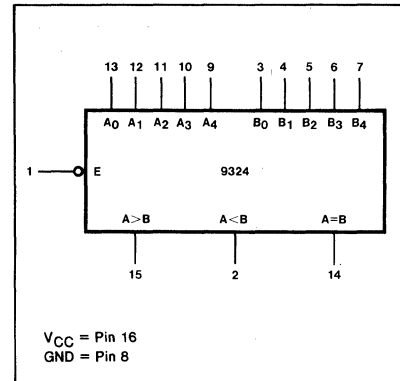 13 12 11 10 9 3 4 5 6 7
A0 A1 A2 A3 A4 B0 B1 B2 B3 B4
1 E 9324
A>B A<B A=B
15 2 14
VCC = Pin 16
GND = Pin 8